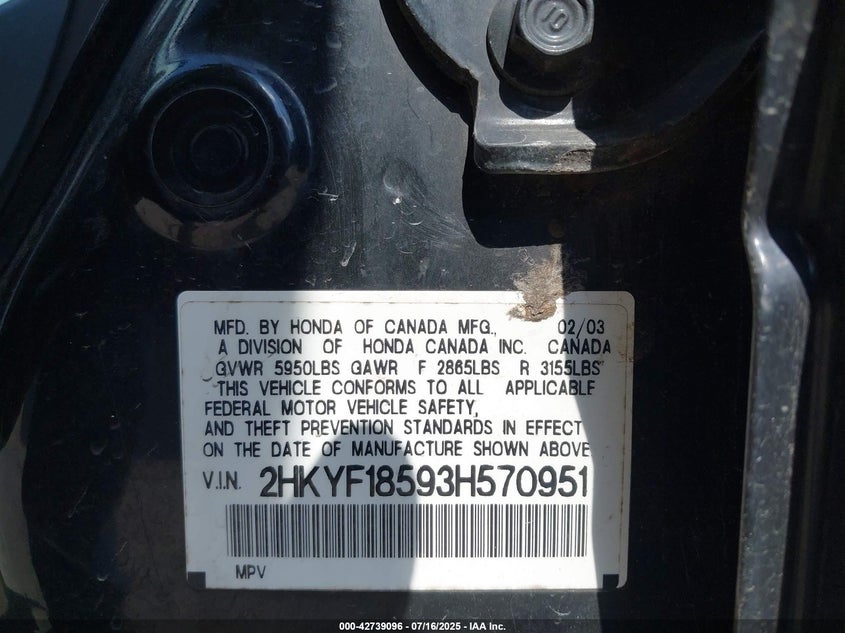 10
MFD. BY HONDA OF CANADA MFG., 02/03
A DIVISION OF HONDA CANADA INC. CANADA
GVWR 5950LBS GAWR F 2865LBS R 3155LBS
THIS VEHICLE CONFORMS TO ALL APPLICABLE
FEDERAL MOTOR VEHICLE SAFETY,
AND THEFT PREVENTION STANDARDS IN EFFECT
ON THE DATE OF MANUFACTURE SHOWN ABOVE
V.I.N. 2HKYF18593H570951
MPV
000-42739096 - 07/16/2025 - IAA Inc.